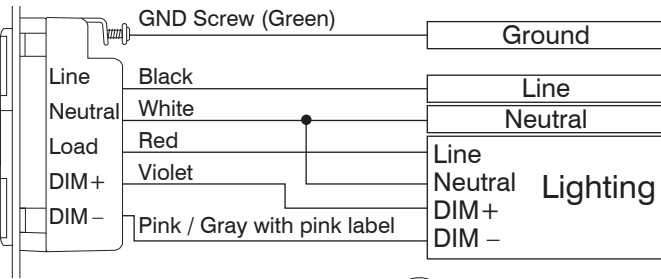 GND Screw (Green)
Ground
Line
Black
Line
Neutral
White
Neutral
Load
Red
Line
DIM+
Violet
Neutral
Lighting
DIM+
DIM –
Pink / Gray with pink label
DIM –